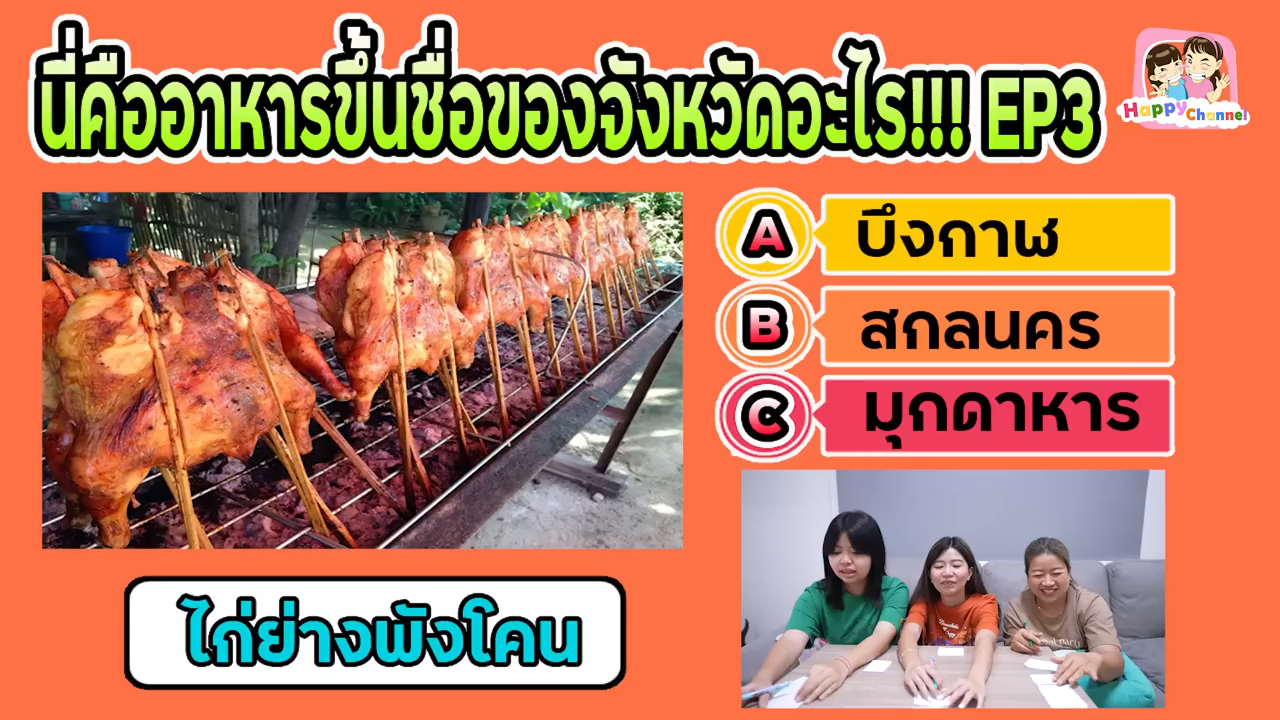 นี่คืออาหารขึ้นชื่อของจังหวัดอะไร!!! EP3
Happy Channel
A บึงกาฬ
B สกลนคร
C มุกดาหาร
ไก่ย่างพังโคน